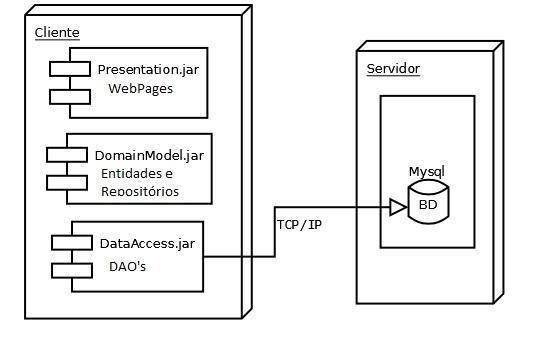 Cliente
Presentation.jar
WebPages
DomainModel.jar
Entidades e
Repositórios
DataAccess.jar
DAO's
TCP/IP
Servidor
Mysql
BD